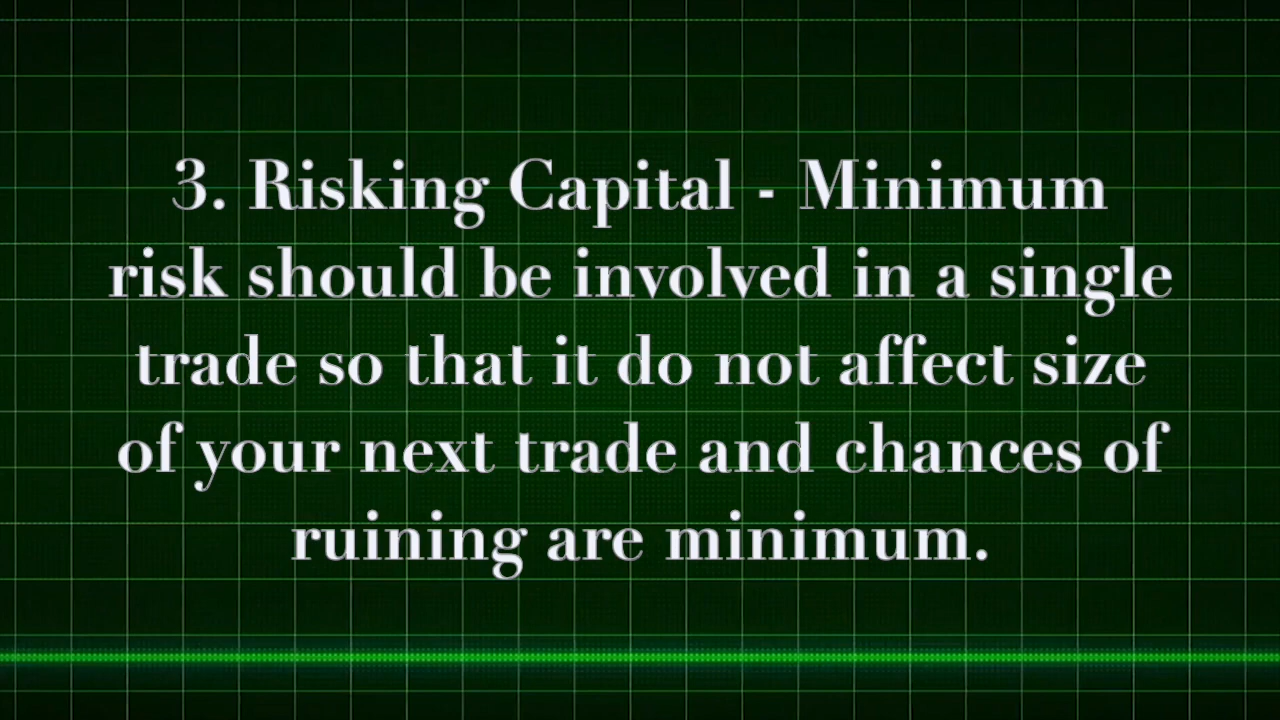 3. Risking Capital - Minimum
risk should be involved in a single
trade so that it do not affect size
of your next trade and chances of
ruining are minimum.